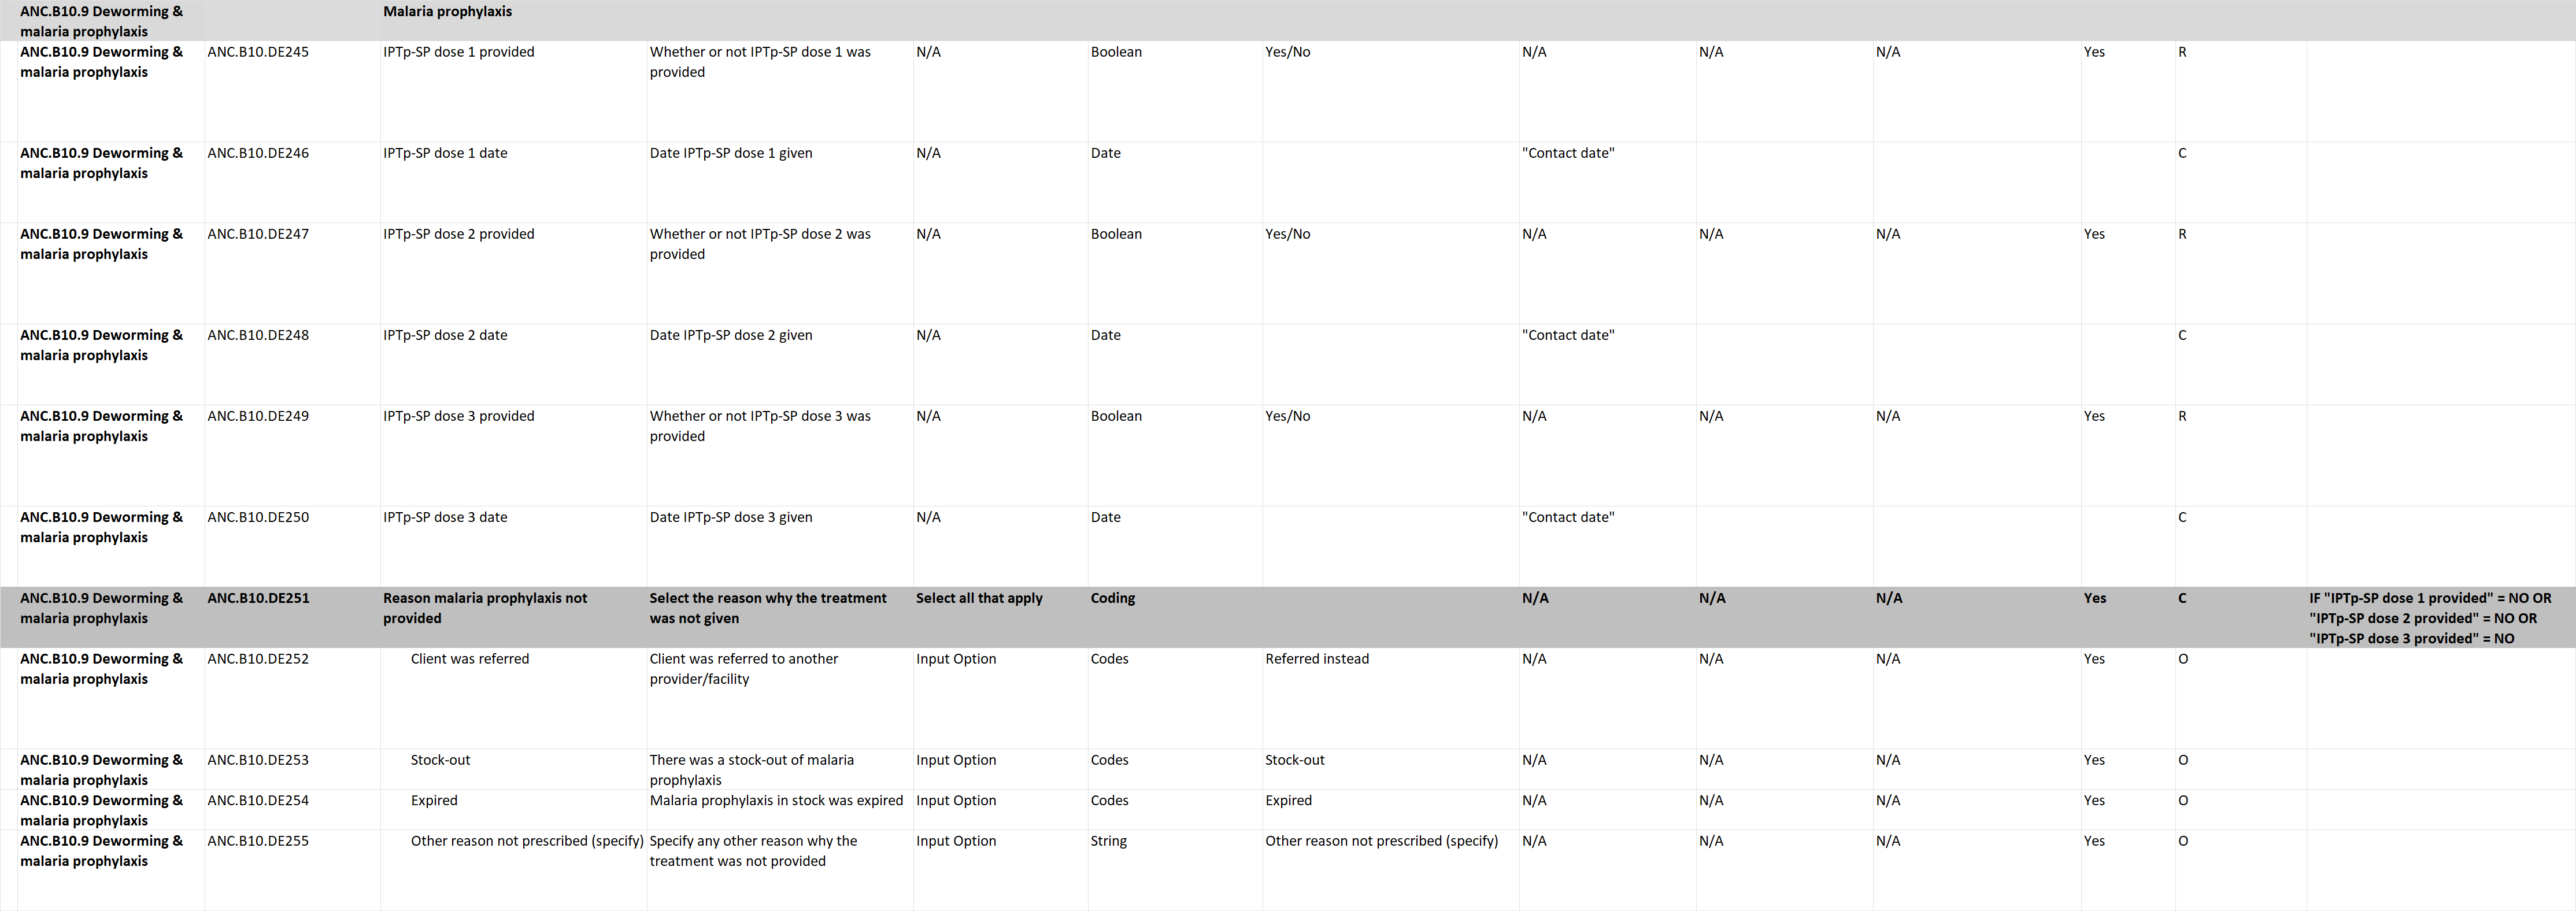 ANC.B10.9 Deworming & Malaria prophylaxis
malaria prophylaxis
ANC.B10.9 Deworming & ANC.B10.DE245 IPTp-SP dose 1 provided Whether or not IPTp-SP dose 1 was N/A Boolean Yes/No N/A N/A N/A Yes R
malaria prophylaxis provided
ANC.B10.9 Deworming & ANC.B10.DE246 IPTp-SP dose 1 date Date IPTp-SP dose 1 given N/A Date "Contact date" C
malaria prophylaxis
ANC.B10.9 Deworming & ANC.B10.DE247 IPTp-SP dose 2 provided Whether or not IPTp-SP dose 2 was N/A Boolean Yes/No N/A N/A N/A Yes R
malaria prophylaxis provided
ANC.B10.9 Deworming & ANC.B10.DE248 IPTp-SP dose 2 date Date IPTp-SP dose 2 given N/A Date "Contact date" C
malaria prophylaxis
ANC.B10.9 Deworming & ANC.B10.DE249 IPTp-SP dose 3 provided Whether or not IPTp-SP dose 3 was N/A Boolean Yes/No N/A N/A N/A Yes R
malaria prophylaxis provided
ANC.B10.9 Deworming & ANC.B10.DE250 IPTp-SP dose 3 date Date IPTp-SP dose 3 given N/A Date "Contact date" C
malaria prophylaxis
ANC.B10.9 Deworming & ANC.B10.DE251 Reason malaria prophylaxis not Select the reason why the treatment Select all that apply Coding N/A N/A N/A Yes C IF "IPTp-SP dose 1 provided" = NO OR
malaria prophylaxis provided was not given "IPTp-SP dose 2 provided" = NO OR
"IPTp-SP dose 3 provided" = NO
ANC.B10.9 Deworming & ANC.B10.DE252 Client was referred Client was referred to another Input Option Codes Referred instead N/A N/A N/A Yes O
malaria prophylaxis provider/facility
ANC.B10.9 Deworming & ANC.B10.DE253 Stock-out There was a stock-out of malaria Input Option Codes Stock-out N/A N/A N/A Yes O
malaria prophylaxis prophylaxis
ANC.B10.9 Deworming & ANC.B10.DE254 Expired Malaria prophylaxis in stock was expired Input Option Codes Expired N/A N/A N/A Yes O
malaria prophylaxis
ANC.B10.9 Deworming & ANC.B10.DE255 Other reason not prescribed (specify) Specify any other reason why the Input Option String Other reason not prescribed (specify) N/A N/A N/A Yes O
malaria prophylaxis treatment was not provided